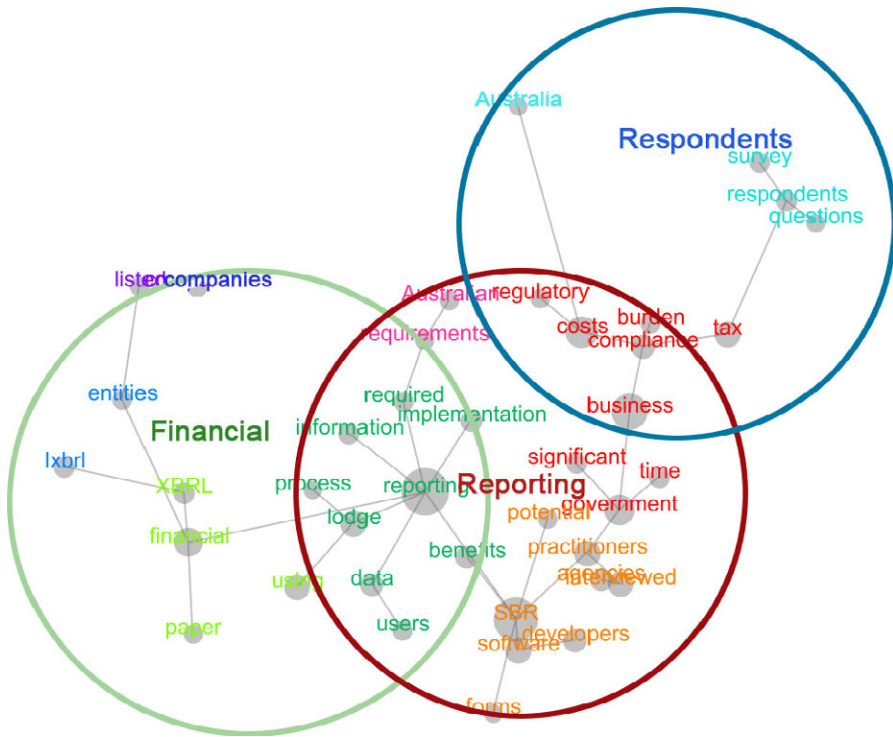 Australia
Respondents
survey
respondents
questions
listed companies
Australian
regulatory
burden
costs
tax
requirements
compliance
entities
required
business
implementation
Financial
information
significant
Ixbrl
time
XBRL
process
reporting
Reporting
government
potential
lodge
financial
benefits
practitioners
using
data
agencies
interviewed
SBR
paper
users
developers
software
forms